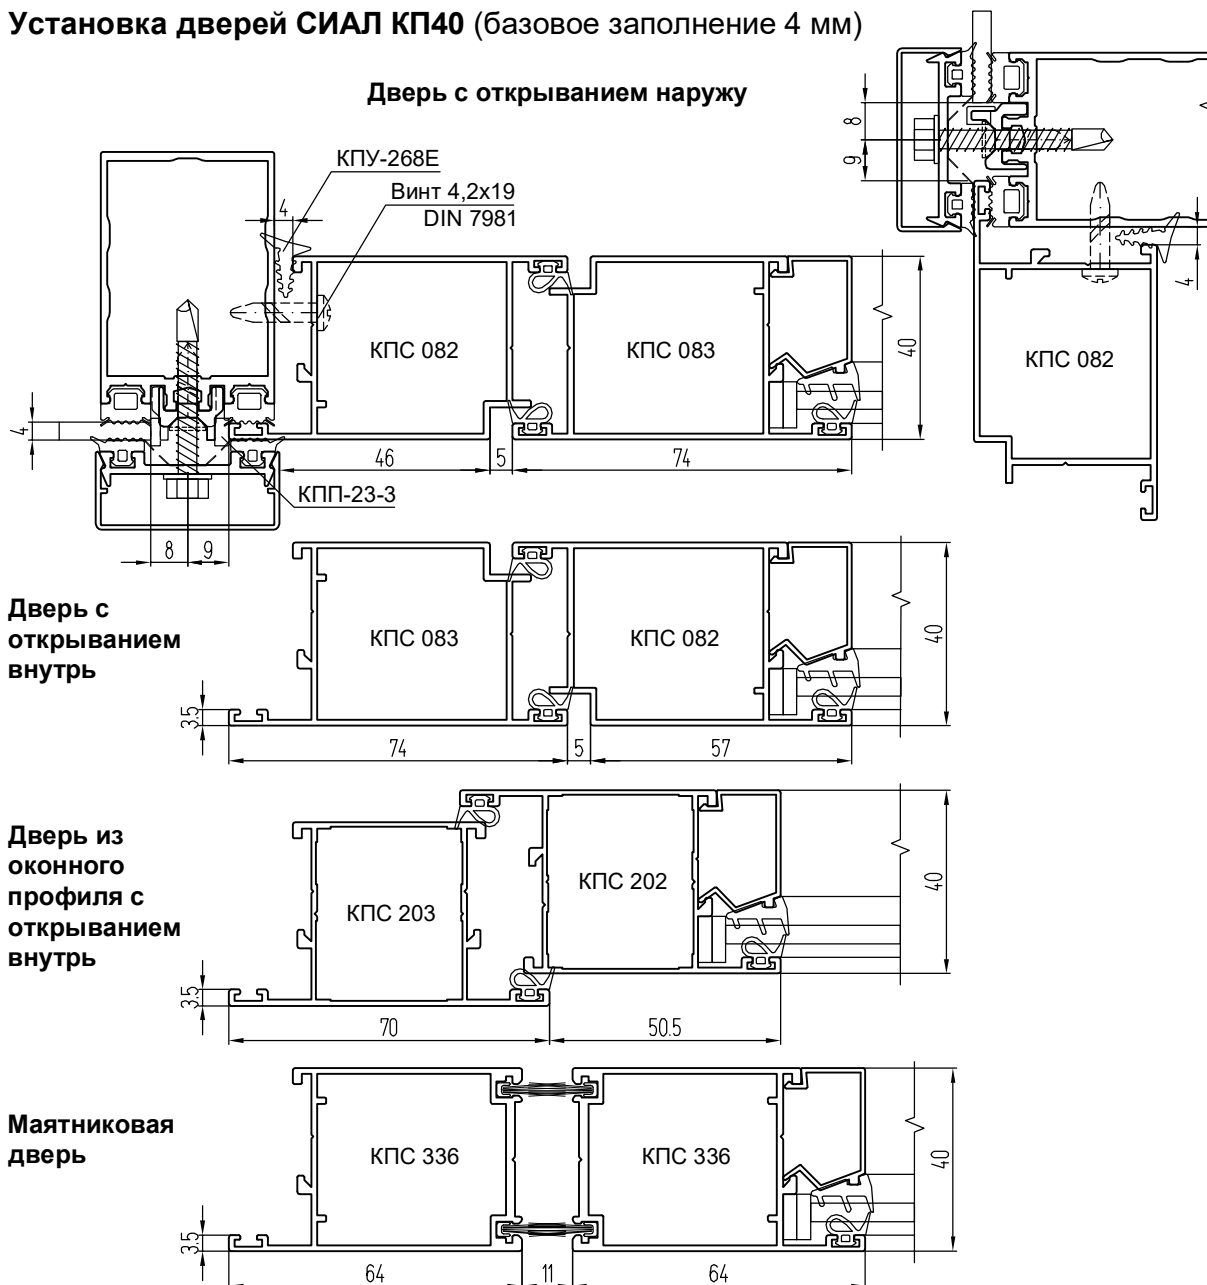 Установка дверей СИАЛ КП40 (базовое заполнение 4 мм)
Дверь с открыванием наружу
КПУ-268Е
Винт 4,2x19
DIN 7981
4
КПС 082
КПС 083
40
4
46
5
74
КПП-23-3
8
9
8
9
4
КПС 082
Дверь с
открыванием
внутрь
КПС 083
КПС 082
40
3.5
74
5
57
Дверь из
оконного
профиля с
открыванием
внутрь
КПС 203
КПС 202
40
3.5
70
50.5
Маятниковая
дверь
КПС 336
КПС 336
40
3.5
64
11
64